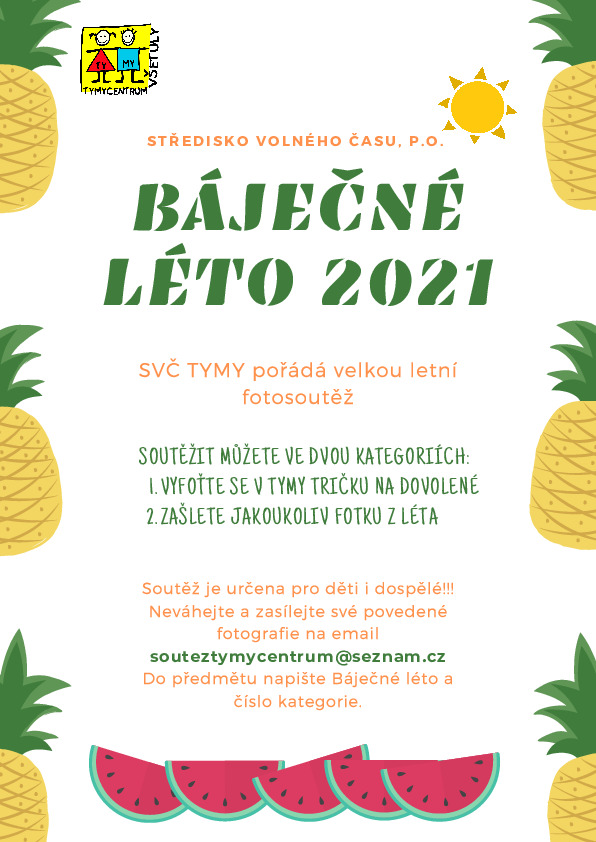 TY
MY
TYMYCENTRUM
VŠETULY
STŘEDISKO VOLNÉHO ČASU, P.O.
BÁJEČNÉ
LÉTO 2021
SVČ TYMY pořádá velkou letní
fotosoutěž
SOUTĚŽIT MŮŽETE VE DVOU KATEGORIÍCH:
1. VYFOŤTE SE V TYMY TRIČKU NA DOVOLENÉ
2. ZAŠLETE JAKOUKOLIV FOTKU Z LÉTA
Soutěž je určena pro děti i dospělé!!!
Neváhejte a zasílejte své povedené
fotografie na email
souteztymycentrum@seznam.cz
Do předmětu napište Báječné léto a
číslo kategorie.